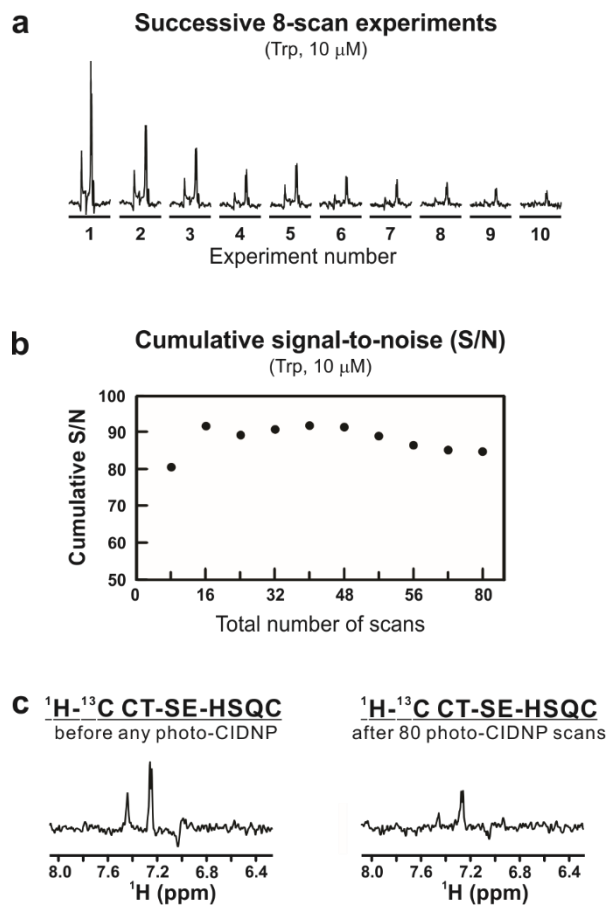 a
Successive 8-scan experiments
(Trp, 10 μM)
1 2 3 4 5 6 7 8 9 10
Experiment number
b
Cumulative signal-to-noise (S/N)
(Trp, 10 μM)
Cumulative S/N
100
90
80
70
60
50
0 16 32 48 56 80
Total number of scans
c
¹H-¹³C CT-SE-HSQC
before any photo-CIDNP
8.0 7.6 7.2 6.8 6.4
¹H (ppm)
¹H-¹³C CT-SE-HSQC
after 80 photo-CIDNP scans
8.0 7.6 7.2 6.8 6.4
¹H (ppm)